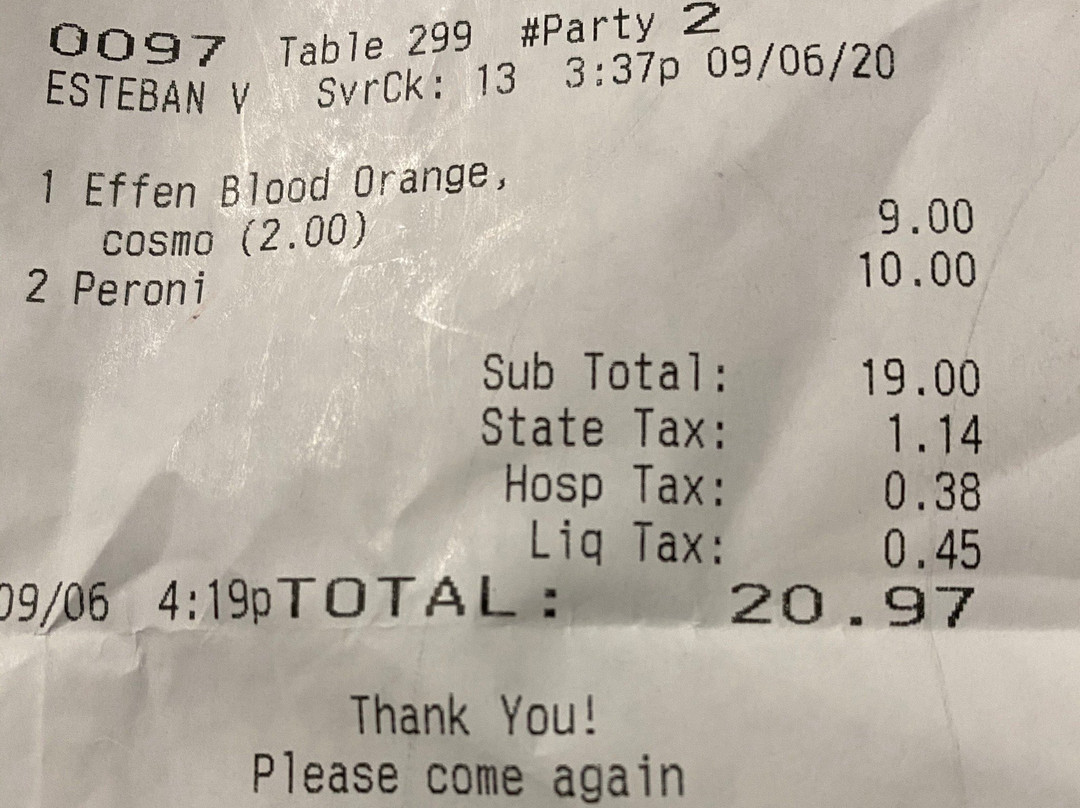 0097 Table 299 #Party 2
ESTEBAN V SvrCk: 13 3:37p 09/06/20
1 Effen Blood Orange,
cosmo (2.00) 9.00
2 Peroni 10.00
Sub Total: 19.00
State Tax: 1.14
Hosp Tax: 0.38
Liq Tax: 0.45
09/06 4:19pTOTAL: 20.97
Thank You!
Please come again